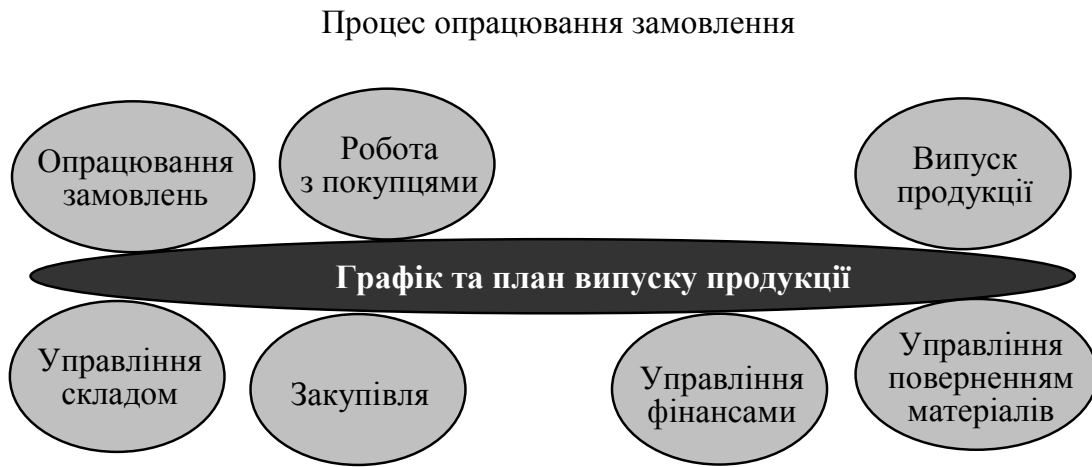 Процес опрацювання замовлення
Опрацювання
замовлень
Робота
з покупцями
Випуск
продукції
Графік та план випуску продукції
Управління
складом
Закупівля
Управління
фінансами
Управління
поверненням
матеріалів